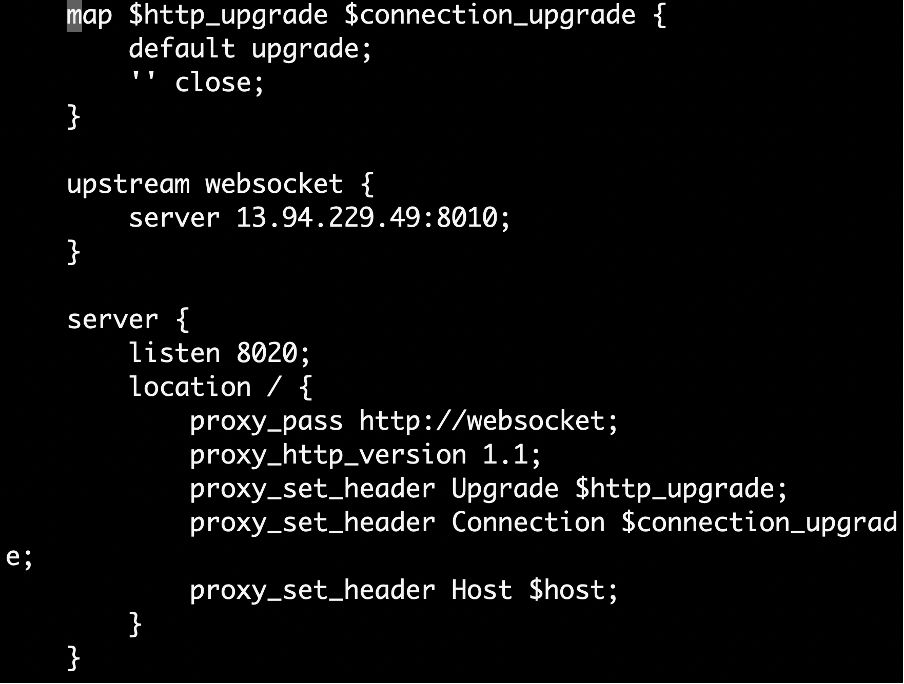 map $http_upgrade $connection_upgrade {
default upgrade;
'' close;
}
upstream websocket {
server 13.94.229.49:8010;
}
server {
listen 8020;
location / {
proxy_pass http://websocket;
proxy_http_version 1.1;
proxy_set_header Upgrade $http_upgrade;
proxy_set_header Connection $connection_upgrad
e;
proxy_set_header Host $host;
}
}